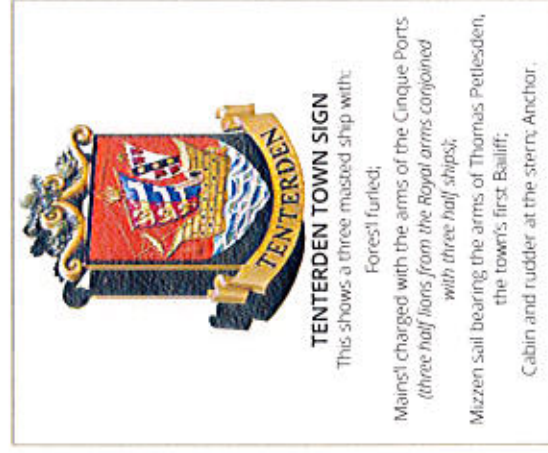 TENTERDEN
TENTERDEN TOWN SIGN
This shows a three masted ship with:
Fores'l furled;
Mains'l charged with the arms of the Cinque Ports
(three half lions from the Royal arms conjoined
with three half ships);
Mizzen sail bearing the arms of Thomas Petlesden,
the town's first Bailiff;
Cabin and rudder at the stern; Anchor.